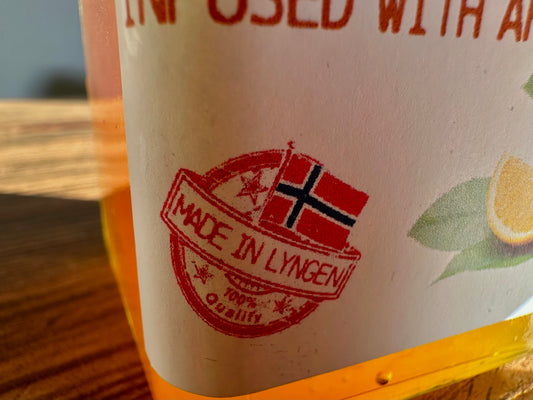 INFUSED WITH
MADE IN LYNGEN
100%
Quality